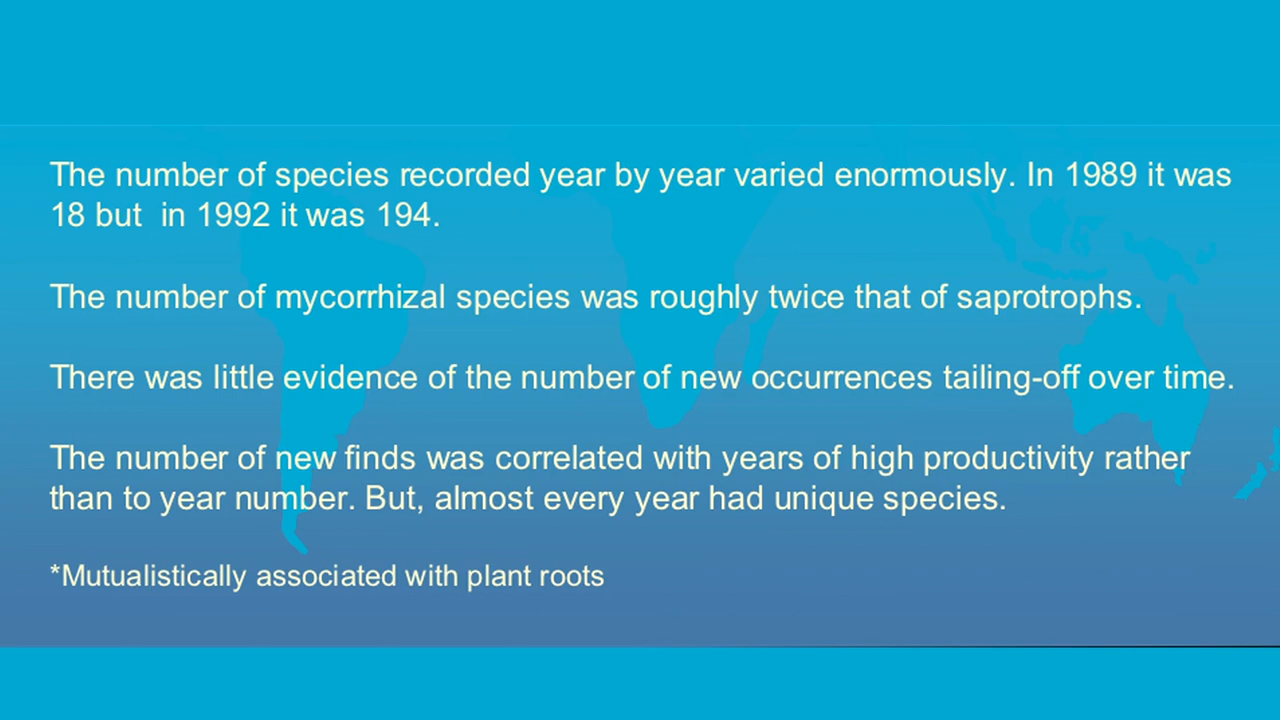 The number of species recorded year by year varied enormously. In 1989 it was
18 but  in 1992 it was 194.
The number of mycorrhizal species was roughly twice that of saprotrophs.
There was little evidence of the number of new occurrences tailing-off over time.
The number of new finds was correlated with years of high productivity rather
than to year number. But, almost every year had unique species.
*Mutualistically associated with plant roots